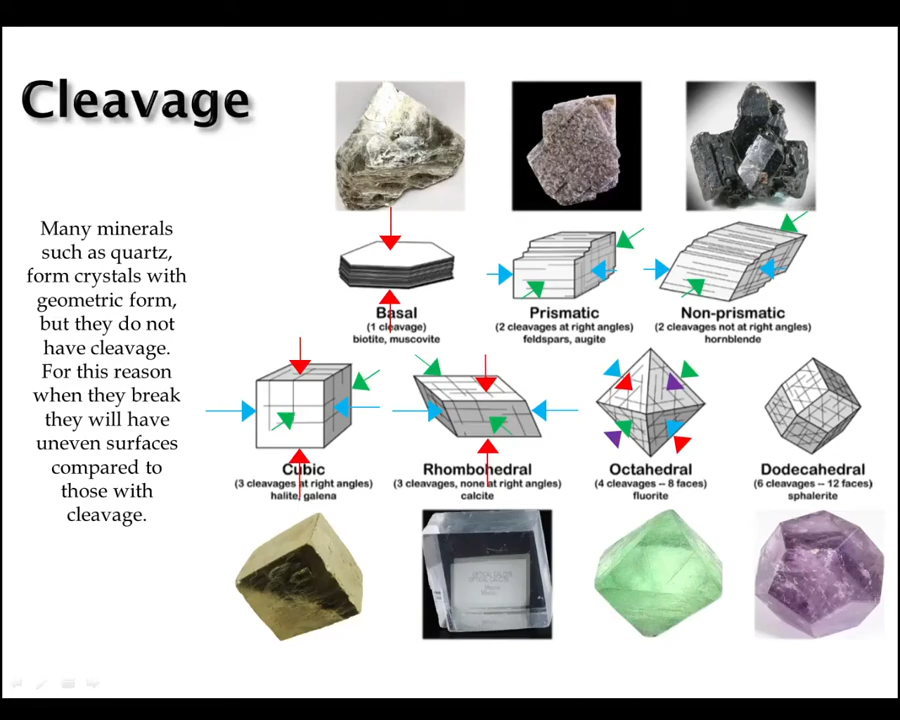 Cleavage
Many minerals
such as quartz,
form crystals with
geometric form,
but they do not
have cleavage.
For this reason
when they break
they will have
uneven surfaces
compared to
those with
cleavage.
Basal
(1 cleavage)
biotite, muscovite
Prismatic
(2 cleavages at right angles)
feldspars, augite
Non-prismatic
(2 cleavages not at right angles)
hornblende
Cubic
(3 cleavages at right angles)
halite, galena
Rhombohedral
(3 cleavages, none at right angles)
calcite
Octahedral
(4 cleavages -- 8 faces)
fluorite
Dodecahedral
(6 cleavages -- 12 faces)
sphalerite